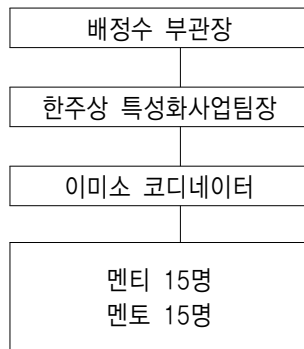 배정수 부관장
한주상 특성화사업팀장
이미소 코디네이터
멘티 15명
멘토 15명